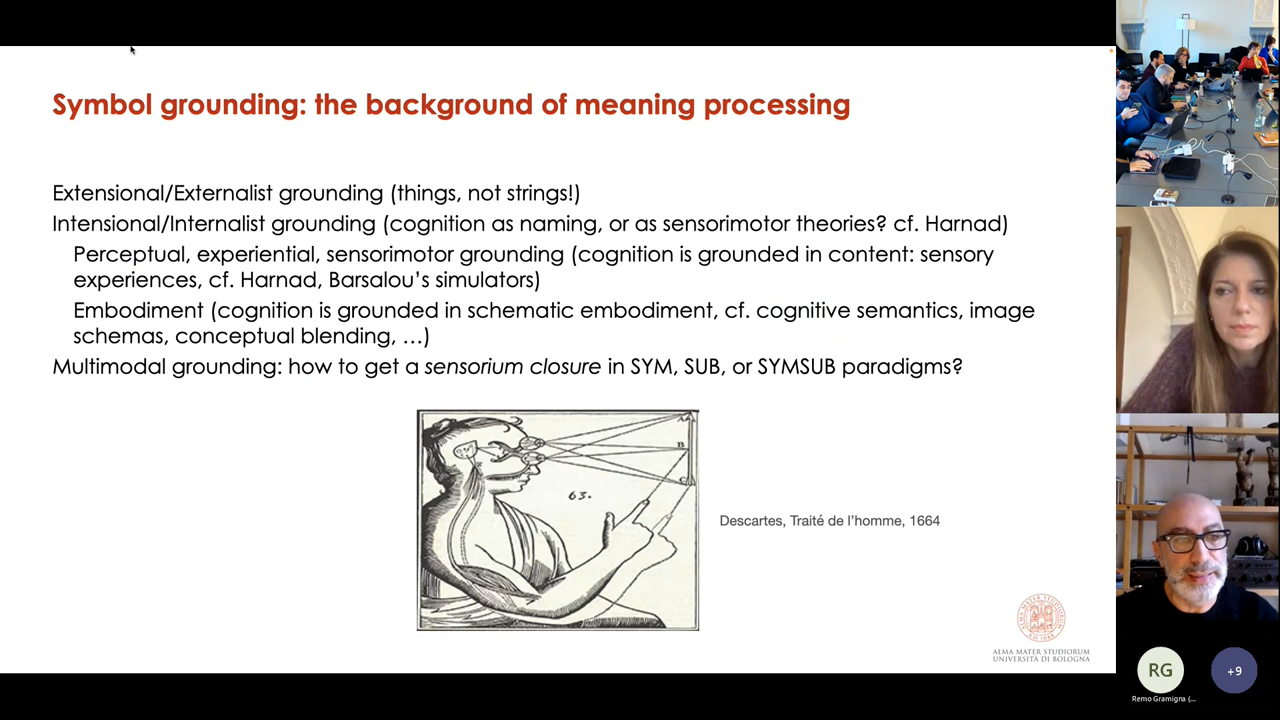 Symbol grounding: the background of meaning processing
Extensional/Externalist grounding (things, not strings!)
Intensional/Internalist grounding (cognition as naming, or as sensorimotor theories? cf. Harnad)
Perceptual, experiential, sensorimotor grounding (cognition is grounded in content: sensory
experiences, cf. Harnad, Barsalou's simulators)
Embodiment (cognition is grounded in schematic embodiment, cf. cognitive semantics, image
schemas, conceptual blending, …)
Multimodal grounding: how to get a sensorium closure in SYM, SUB, or SYMSUB paradigms?
B
63.
Descartes, Traité de l'homme, 1664
ALMA MATER STUDIORUM
UNIVERSITÀ DI BOLOGNA
RG
+9
Remo Gramigna (...